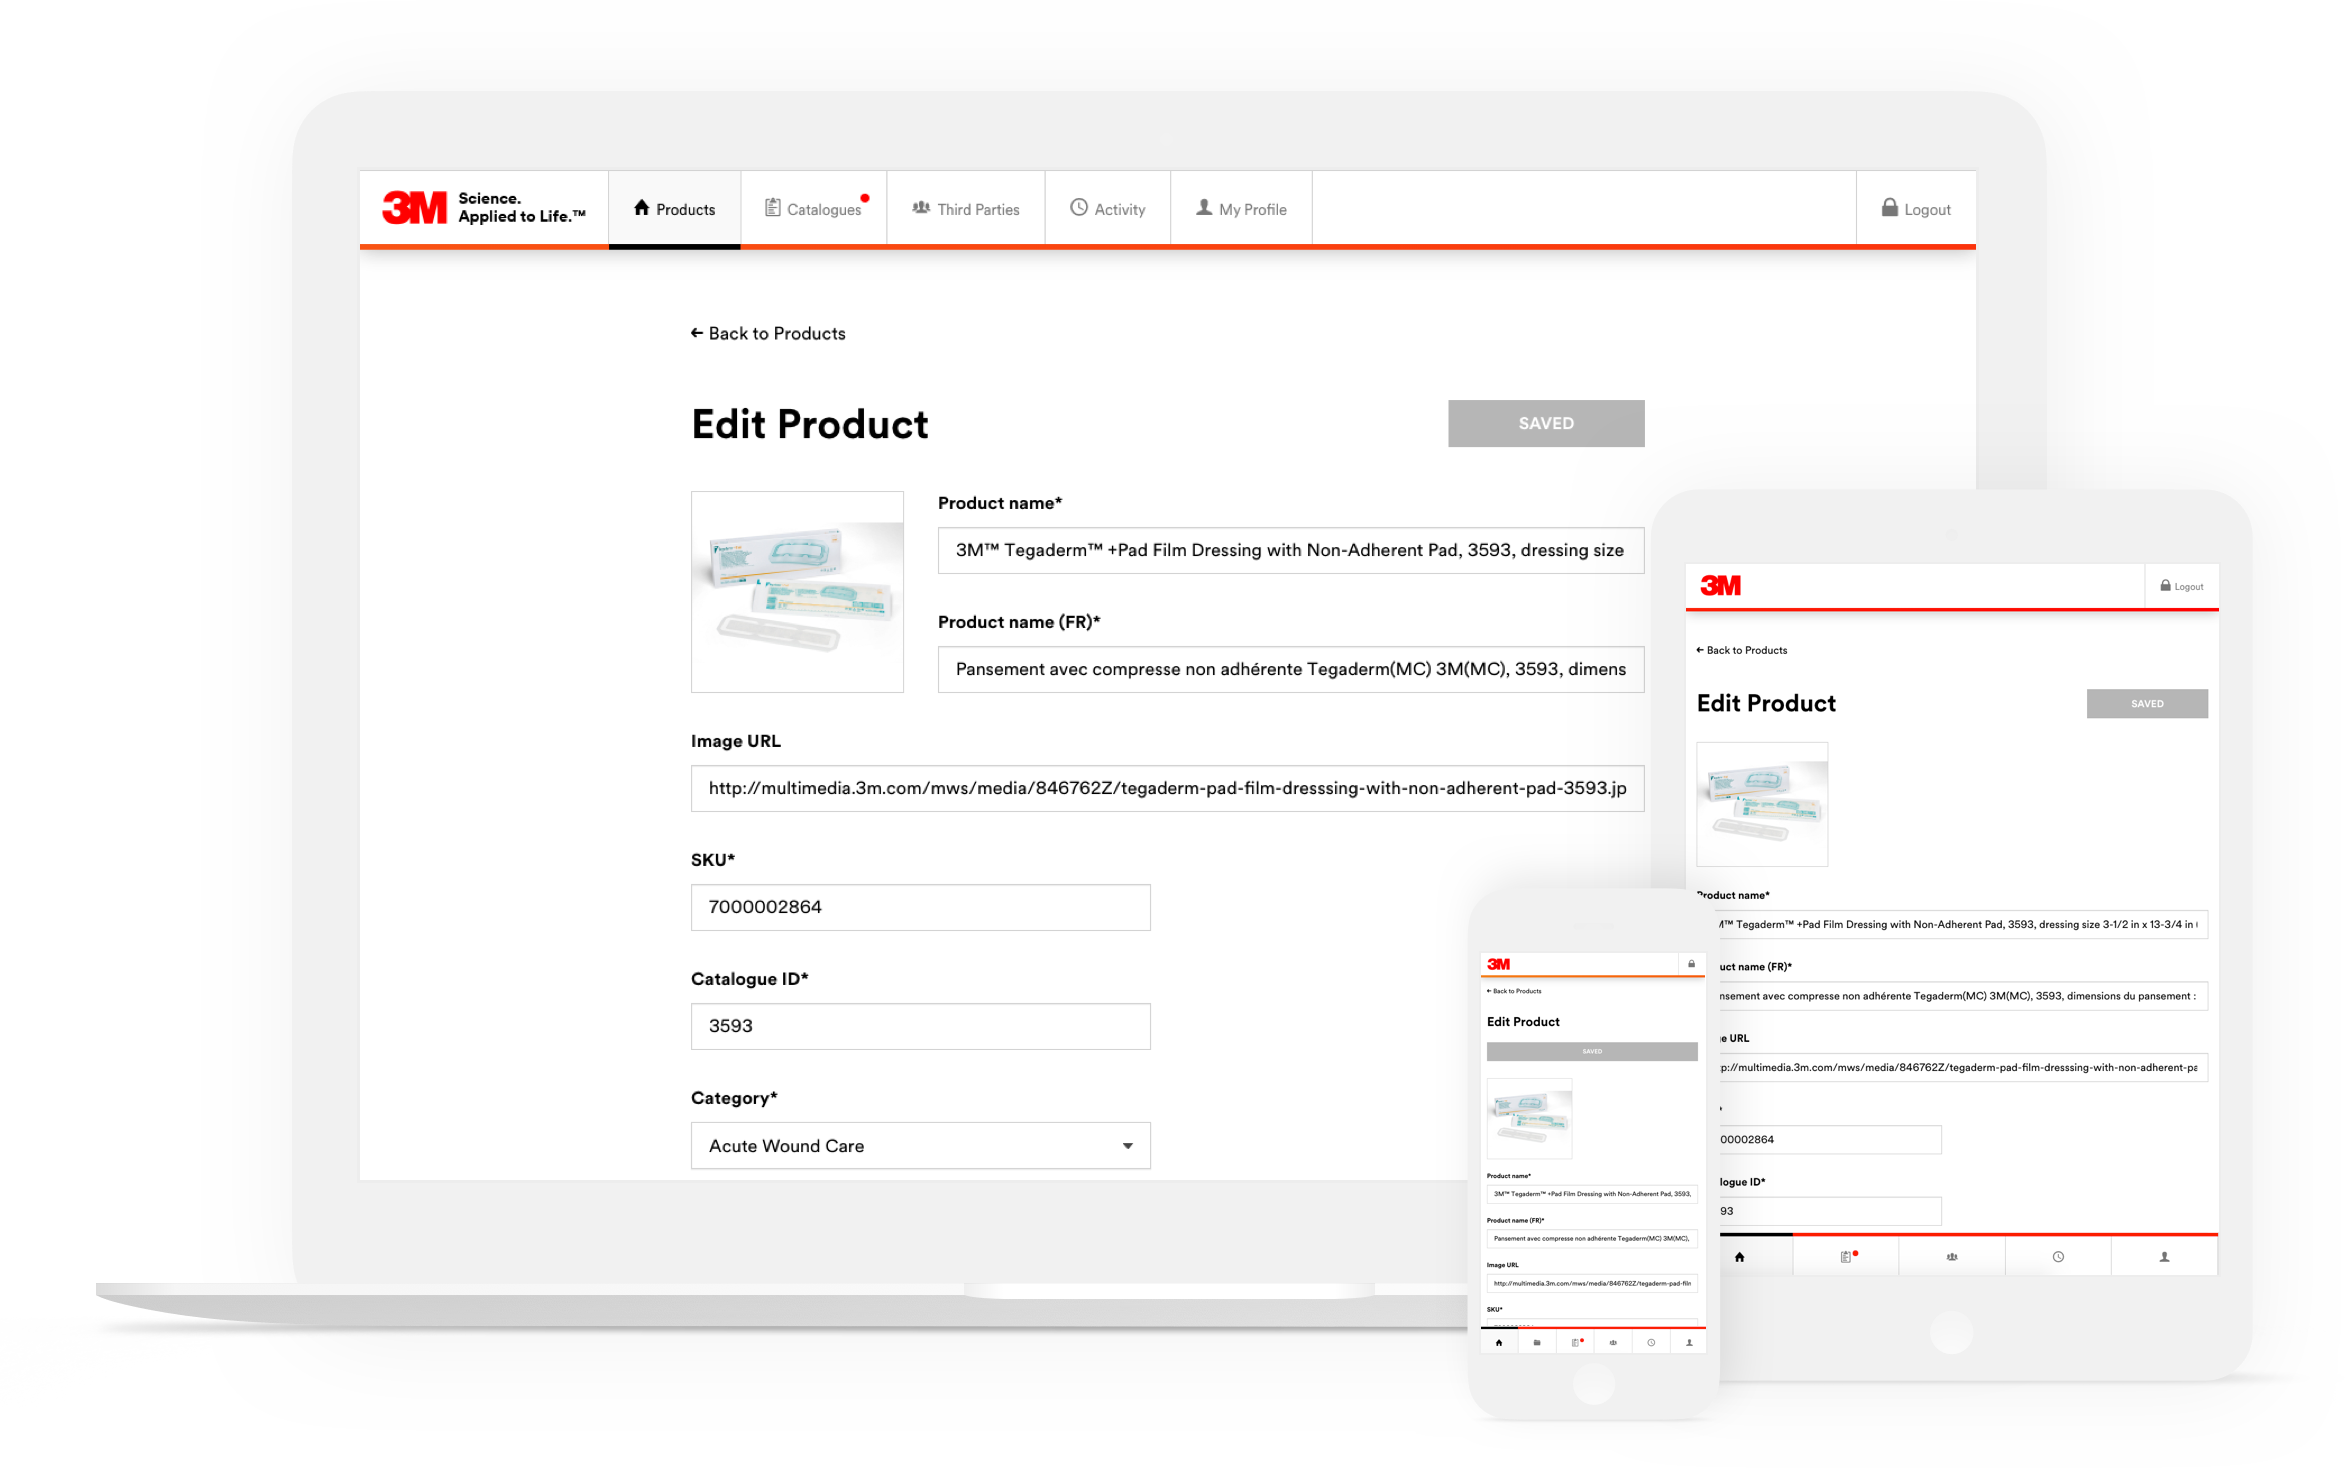 3M Science.
Applied to Life.™
Products
Catalogues
Third Parties
Activity
My Profile
Logout
← Back to Products
Edit Product
SAVED
Product name*
3M™ Tegaderm™ +Pad Film Dressing with Non-Adherent Pad, 3593, dressing size
Product name (FR)*
Pansement avec compresse non adhérente Tegaderm(MC) 3M(MC), 3593, dimens
Image URL
http://multimedia.3m.com/mws/media/846762Z/tegaderm-pad-film-dresssing-with-non-adherent-pad-3593.jp
SKU*
7000002864
Catalogue ID*
3593
Category*
Acute Wound Care
3M
Logout
← Back to Products
Edit Product
SAVED
Product name*
™ Tegaderm™ +Pad Film Dressing with Non-Adherent Pad, 3593, dressing size 3-1/2 in x 13-3/4 in (
uct name (FR)*
nsement avec compresse non adhérente Tegaderm(MC) 3M(MC), 3593, dimensions du pansement :
e URL
p://multimedia.3m.com/mws/media/846762Z/tegaderm-pad-film-dresssing-with-non-adherent-pa
*
00002864
logue ID*
93
3M
← Back to Products
Edit Product
SAVED
Product name*
3M™ Tegaderm™ +Pad Film Dressing with Non-Adherent Pad, 3593,
Product name (FR)*
Pansement avec compresse non adhérente Tegaderm(MC) 3M(MC),
Image URL
http://multimedia.3m.com/mws/media/846762Z/tegaderm-pad-film
SKU*